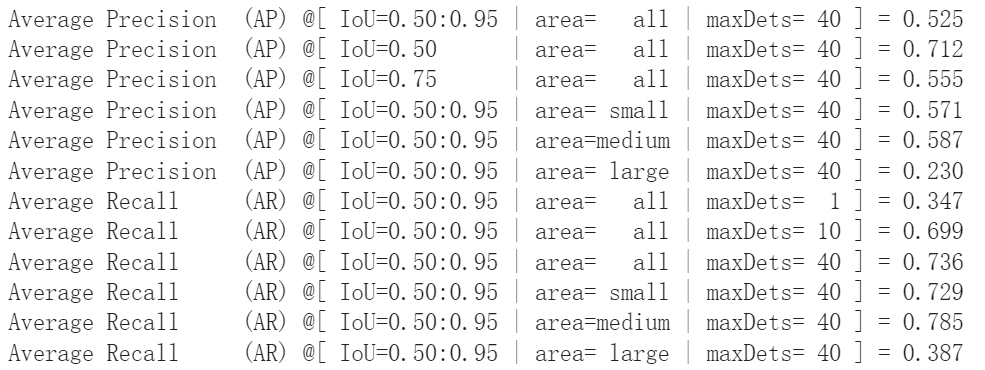 Average Precision  (AP) @[ IoU=0.50:0.95 | area=   all | maxDets= 40 ] = 0.525
Average Precision  (AP) @[ IoU=0.50      | area=   all | maxDets= 40 ] = 0.712
Average Precision  (AP) @[ IoU=0.75      | area=   all | maxDets= 40 ] = 0.555
Average Precision  (AP) @[ IoU=0.50:0.95 | area= small | maxDets= 40 ] = 0.571
Average Precision  (AP) @[ IoU=0.50:0.95 | area=medium | maxDets= 40 ] = 0.587
Average Precision  (AP) @[ IoU=0.50:0.95 | area= large | maxDets= 40 ] = 0.230
Average Recall     (AR) @[ IoU=0.50:0.95 | area=   all | maxDets=  1 ] = 0.347
Average Recall     (AR) @[ IoU=0.50:0.95 | area=   all | maxDets= 10 ] = 0.699
Average Recall     (AR) @[ IoU=0.50:0.95 | area=   all | maxDets= 40 ] = 0.736
Average Recall     (AR) @[ IoU=0.50:0.95 | area= small | maxDets= 40 ] = 0.729
Average Recall     (AR) @[ IoU=0.50:0.95 | area=medium | maxDets= 40 ] = 0.785
Average Recall     (AR) @[ IoU=0.50:0.95 | area= large | maxDets= 40 ] = 0.387